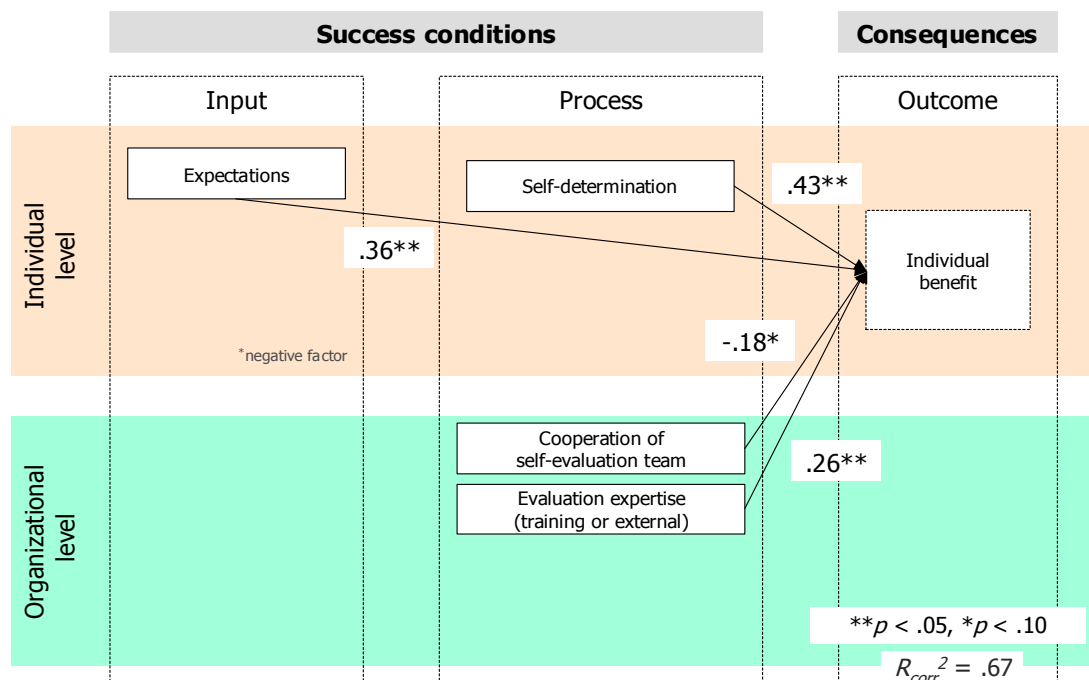 Success conditions
Consequences
Input
Process
Outcome
Individual
level
Expectations
Self-determination
.43**
.36**
Individual
benefit
-.18*
*negative factor
Organizational
level
Cooperation of
self-evaluation team
.26**
Evaluation expertise
(training or external)
**p < .05, *p < .10
Rcorr² = .67